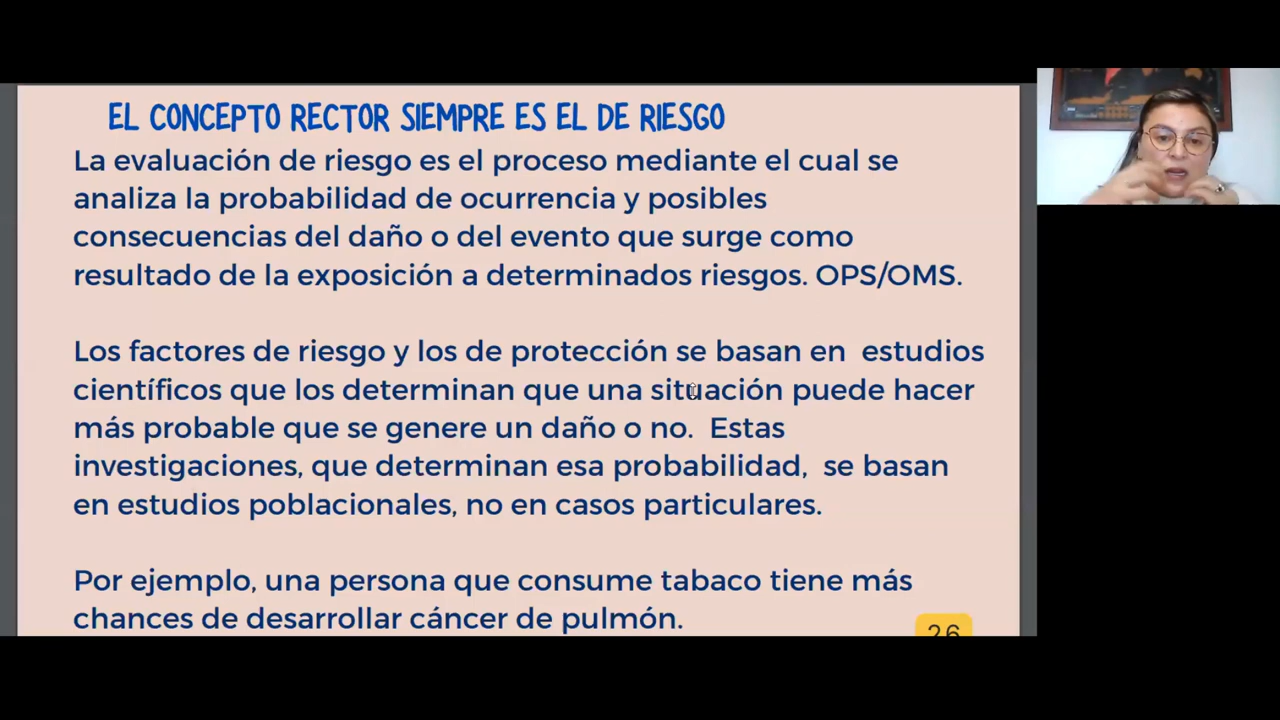 EL CONCEPTO RECTOR SIEMPRE ES EL DE RIESGO
La evaluación de riesgo es el proceso mediante el cual se
analiza la probabilidad de ocurrencia y posibles
consecuencias del daño o del evento que surge como
resultado de la exposición a determinados riesgos. OPS/OMS.
Los factores de riesgo y los de protección se basan en  estudios
científicos que los determinan que una situación puede hacer
más probable que se genere un daño o no.  Estas
investigaciones, que determinan esa probabilidad,  se basan
en estudios poblacionales, no en casos particulares.
Por ejemplo, una persona que consume tabaco tiene más
chances de desarrollar cáncer de pulmón.
26